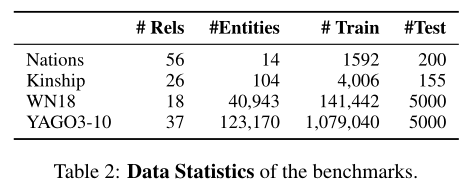 # Rels #Entities # Train #Test
Nations 56 14 1592 200
Kinship 26 104 4,006 155
WN18 18 40,943 141,442 5000
YAGO3-10 37 123,170 1,079,040 5000
Table 2: Data Statistics of the benchmarks.